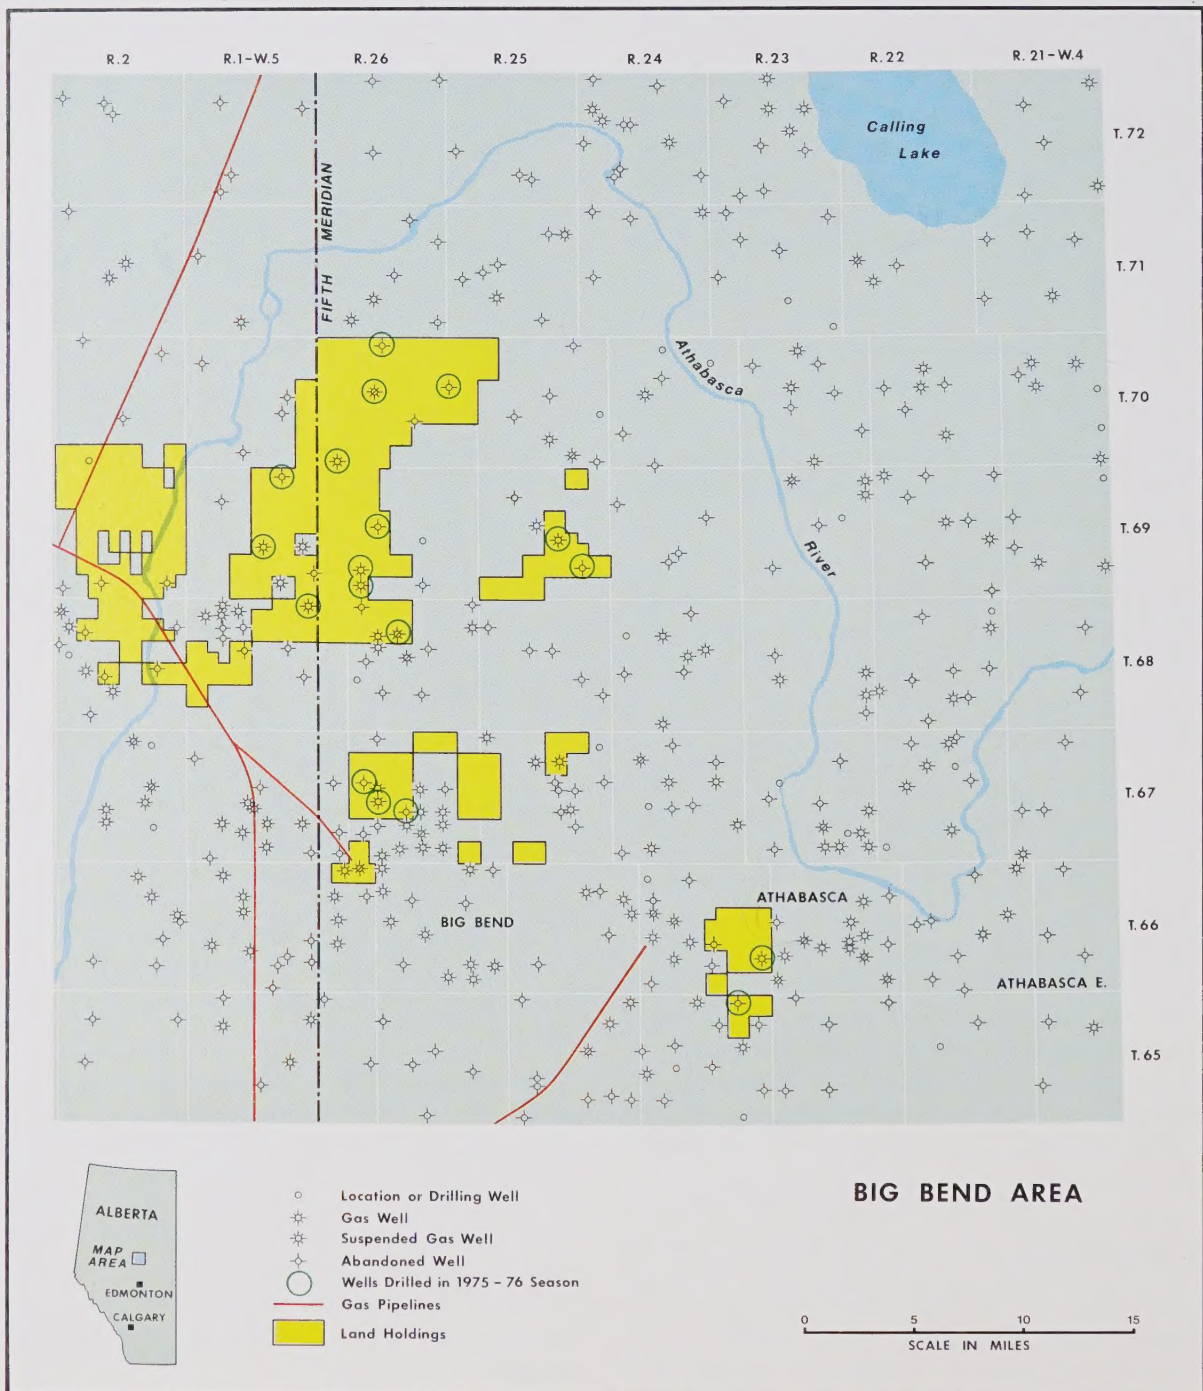 R.2 R.1-W.5 R.26 R.25 R.24 R.23 R.22 R. 21-W.4
Calling
Lake
T. 72
FIFTH MERIDIAN
T. 71
Athabasca
River
T. 70
T. 69
T. 68
T. 67
ATHABASCA
BIG BEND
T. 66
ATHABASCA E.
T. 65
ALBERTA
MAP
AREA
EDMONTON
CALGARY
Location or Drilling Well
Gas Well
Suspended Gas Well
Abandoned Well
Wells Drilled in 1975 - 76 Season
Gas Pipelines
Land Holdings
BIG BEND AREA
0 5 10 15
SCALE IN MILES